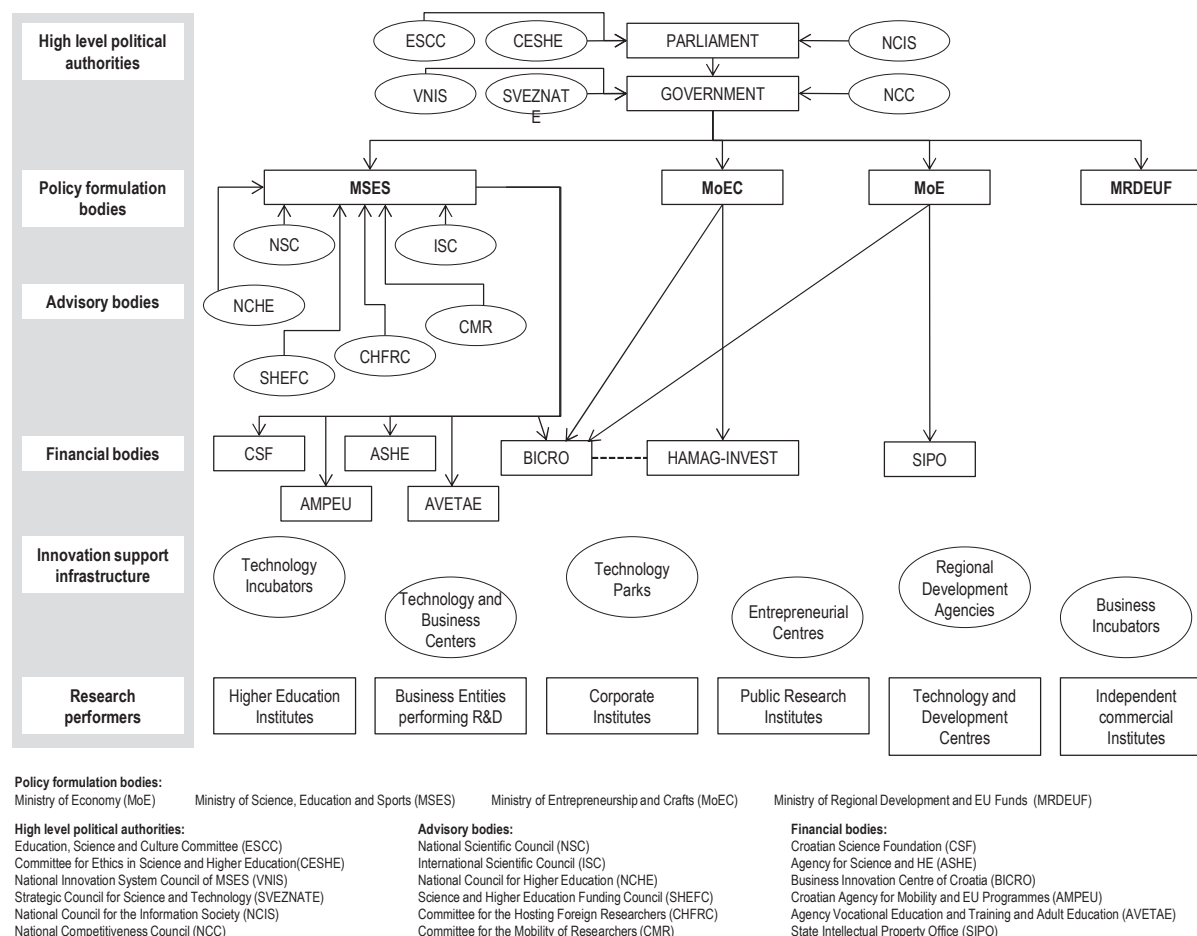 High level political
authorities
ESCC
CESHE
PARLIAMENT
NCIS
VNIS
SVEZNAT
E
GOVERNMENT
NCC
Policy formulation
bodies
MSES
MoEC
MoE
MRDEUF
NSC
ISC
Advisory bodies
NCHE
CMR
CHFRC
SHEFC
Financial bodies
CSF
ASHE
BICRO
HAMAG-INVEST
SIPO
AMPEU
AVETAE
Innovation support
infrastructure
Technology
Incubators
Technology and
Business
Centers
Technology
Parks
Entrepreneurial
Centres
Regional
Development
Agencies
Business
Incubators
Research
performers
Higher Education
Institutes
Business Entities
performing R&D
Corporate
Institutes
Public Research
Institutes
Technology and
Development
Centres
Independent
commercial
Institutes
Policy formulation bodies:
Ministry of Economy (MoE) Ministry of Science, Education and Sports (MSES) Ministry of Entrepreneurship and Crafts (MoEC) Ministry of Regional Development and EU Funds (MRDEUF)
High level political authorities:
Education, Science and Culture Committee (ESCC)
Committee for Ethics in Science and Higher Education(CESHE)
National Innovation System Council of MSES (VNIS)
Strategic Council for Science and Technology (SVEZNATE)
National Council for the Information Society (NCIS)
National Competitiveness Council (NCC)
Advisory bodies:
National Scientific Council (NSC)
International Scientific Council (ISC)
National Council for Higher Education (NCHE)
Science and Higher Education Funding Council (SHEFC)
Committee for the Hosting Foreign Researchers (CHFRC)
Committee for the Mobility of Researchers (CMR)
Financial bodies:
Croatian Science Foundation (CSF)
Agency for Science and HE (ASHE)
Business Innovation Centre of Croatia (BICRO)
Croatian Agency for Mobility and EU Programmes (AMPEU)
Agency Vocational Education and Training and Adult Education (AVETAE)
State Intellectual Property Office (SIPO)